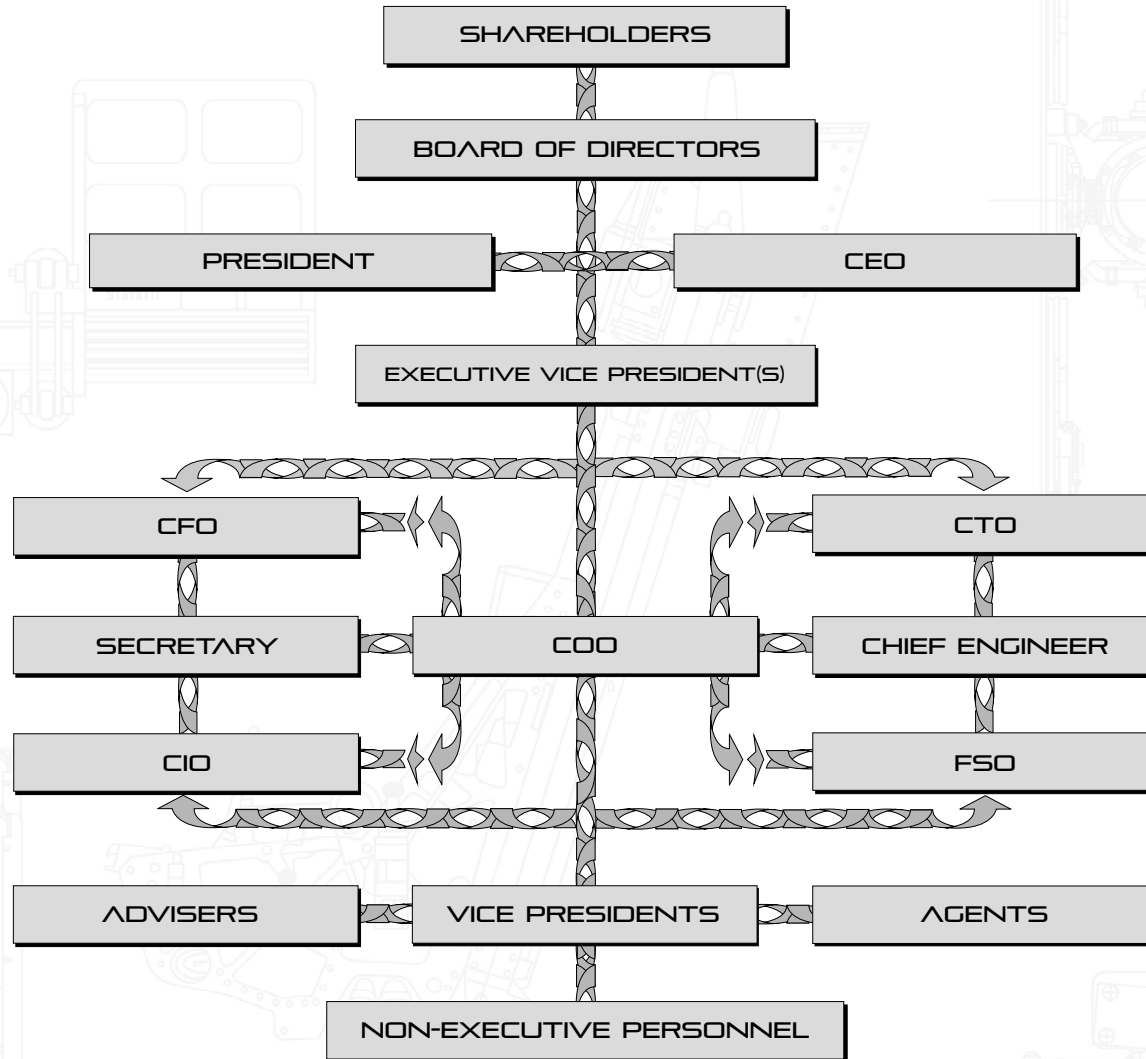 SHAREHOLDERS
BOARD OF DIRECTORS
PRESIDENT
CEO
EXECUTIVE VICE PRESIDENT(S)
CFO
CTO
SECRETARY
COO
CHIEF ENGINEER
CIO
FSO
ADVISERS
VICE PRESIDENTS
AGENTS
NON-EXECUTIVE PERSONNEL